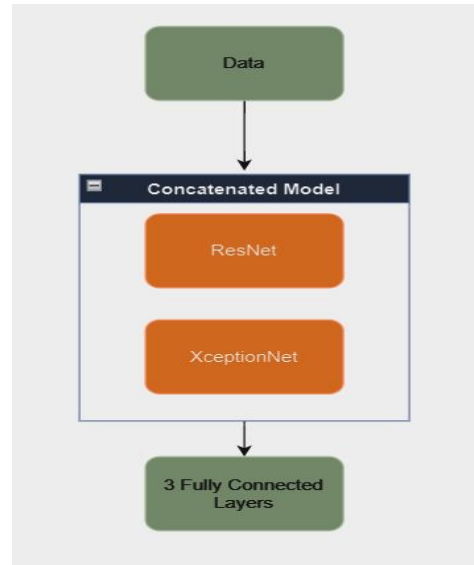 Data
Concatenated Model
ResNet
XceptionNet
3 Fully Connected
Layers